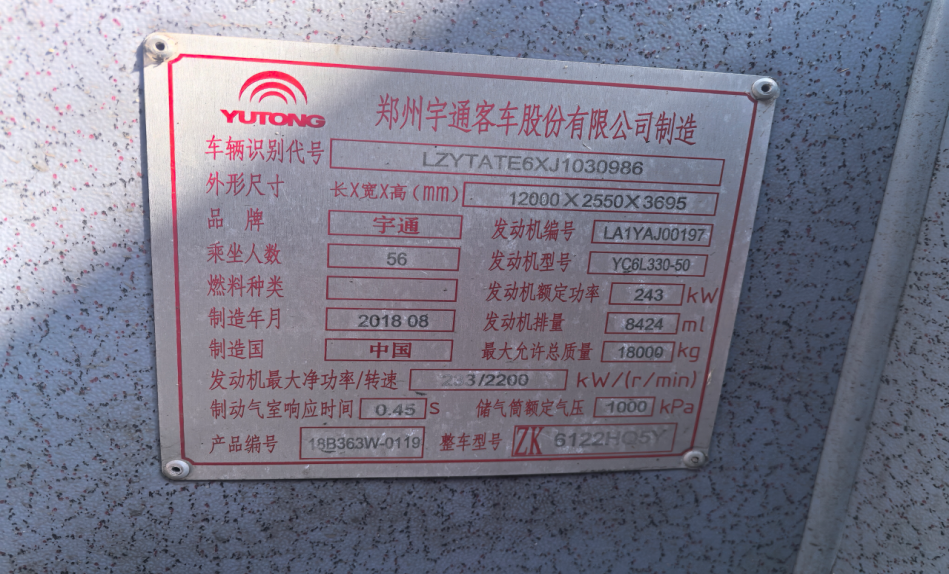 YUTONG 郑州宇通客车股份有限公司制造
车辆识别代号 LZYTATE6XJ1030986
外形尺寸 长X宽X高(mm) 12000×2550×3695
品牌 宇通 发动机编号 LA1YAJ00197
乘坐人数 56 发动机型号 YC6L330-50
燃料种类 发动机额定功率 243 kW
制造年月 2018 08 发动机排量 8424 ml
制造国 中国 最大允许总质量 18000 kg
发动机最大净功率/转速 233/2200 kW/(r/min)
制动气室响应时间 0.45 S 储气筒额定气压 1000 kPa
产品编号 18B363W-0119 整车型号 ZK 6122HQ5Y